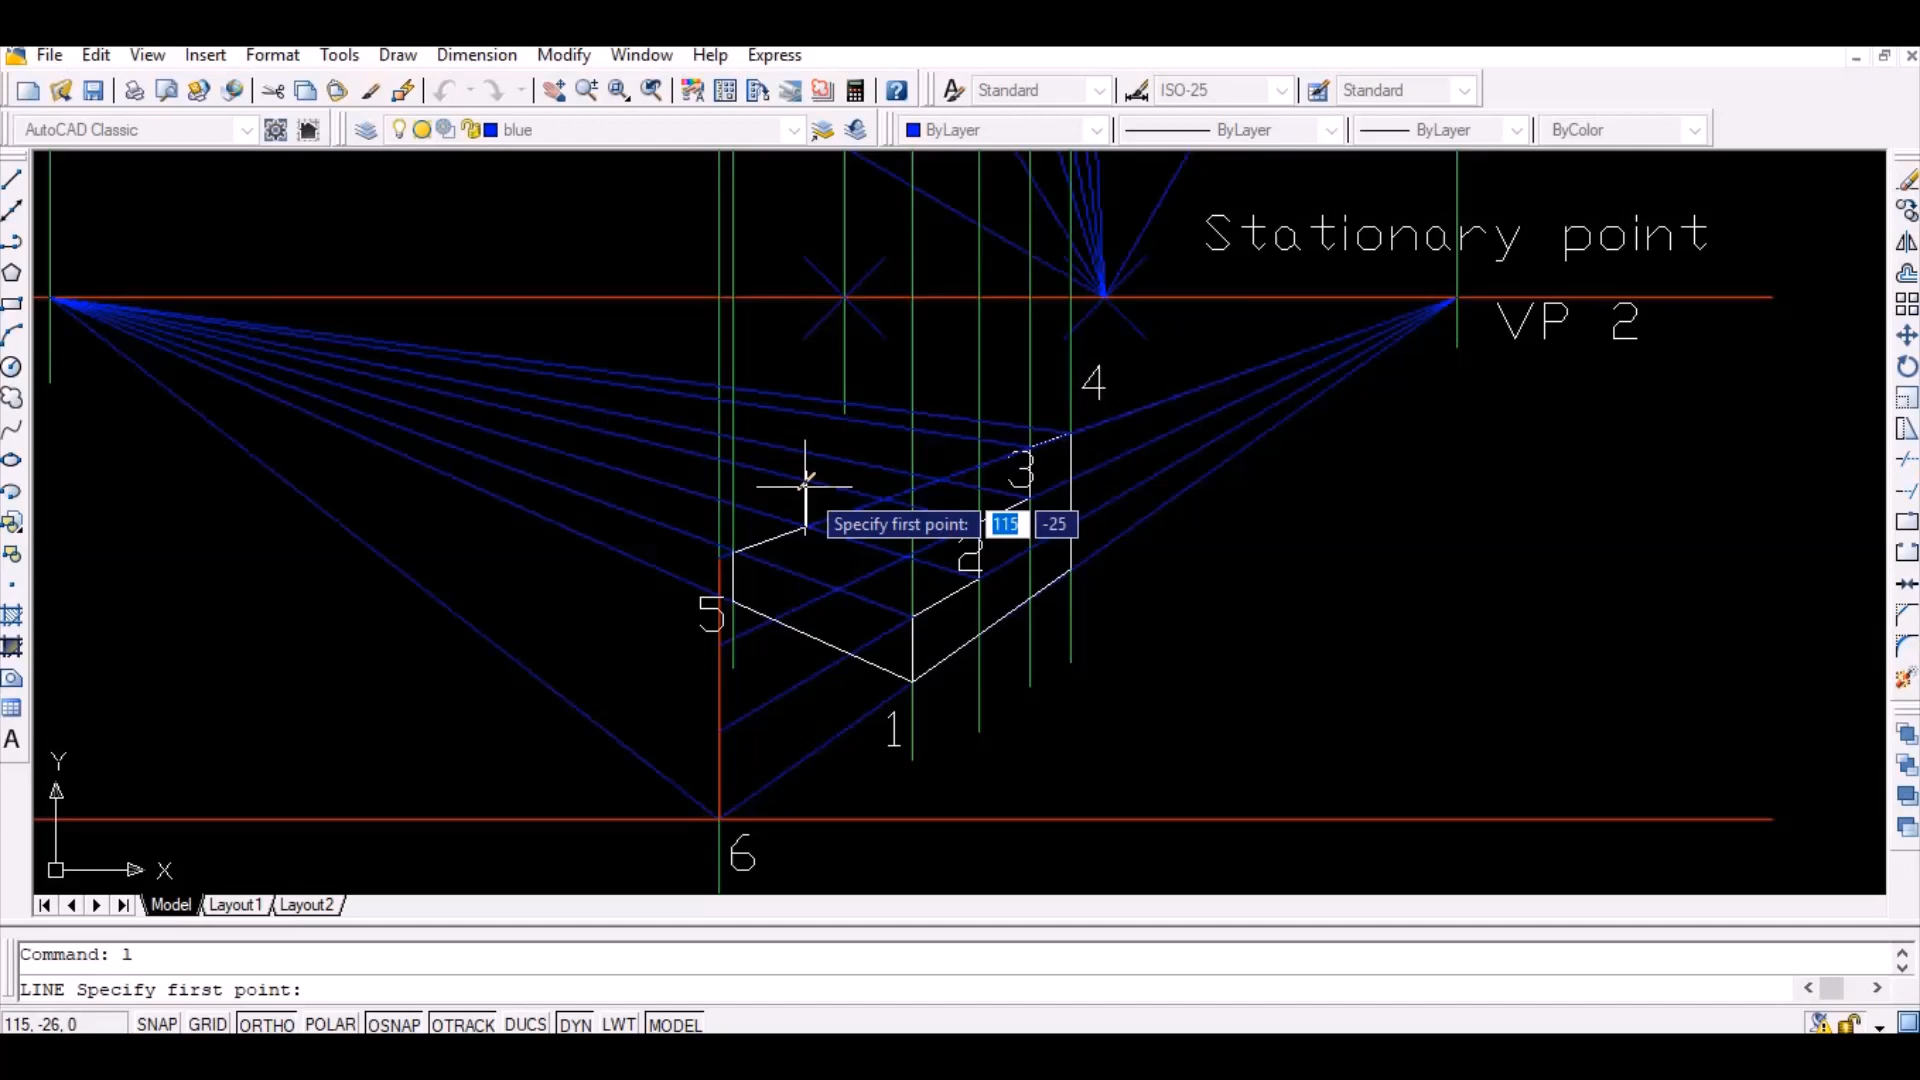 File Edit View Insert Format Tools Draw Dimension Modify Window Help Express
Standard ISO-25 Standard
AutoCAD Classic blue ByLayer ByLayer ByLayer ByColor
Stationary point
VP 2
4
3
Specify first point: 115 -25
2
5
1
Y
6
X
Model Layout1 Layout2
Command: l
LINE Specify first point:
115, -26, 0 SNAP GRID ORTHO POLAR OSNAP OTRACK DUCS DYN LWT MODEL